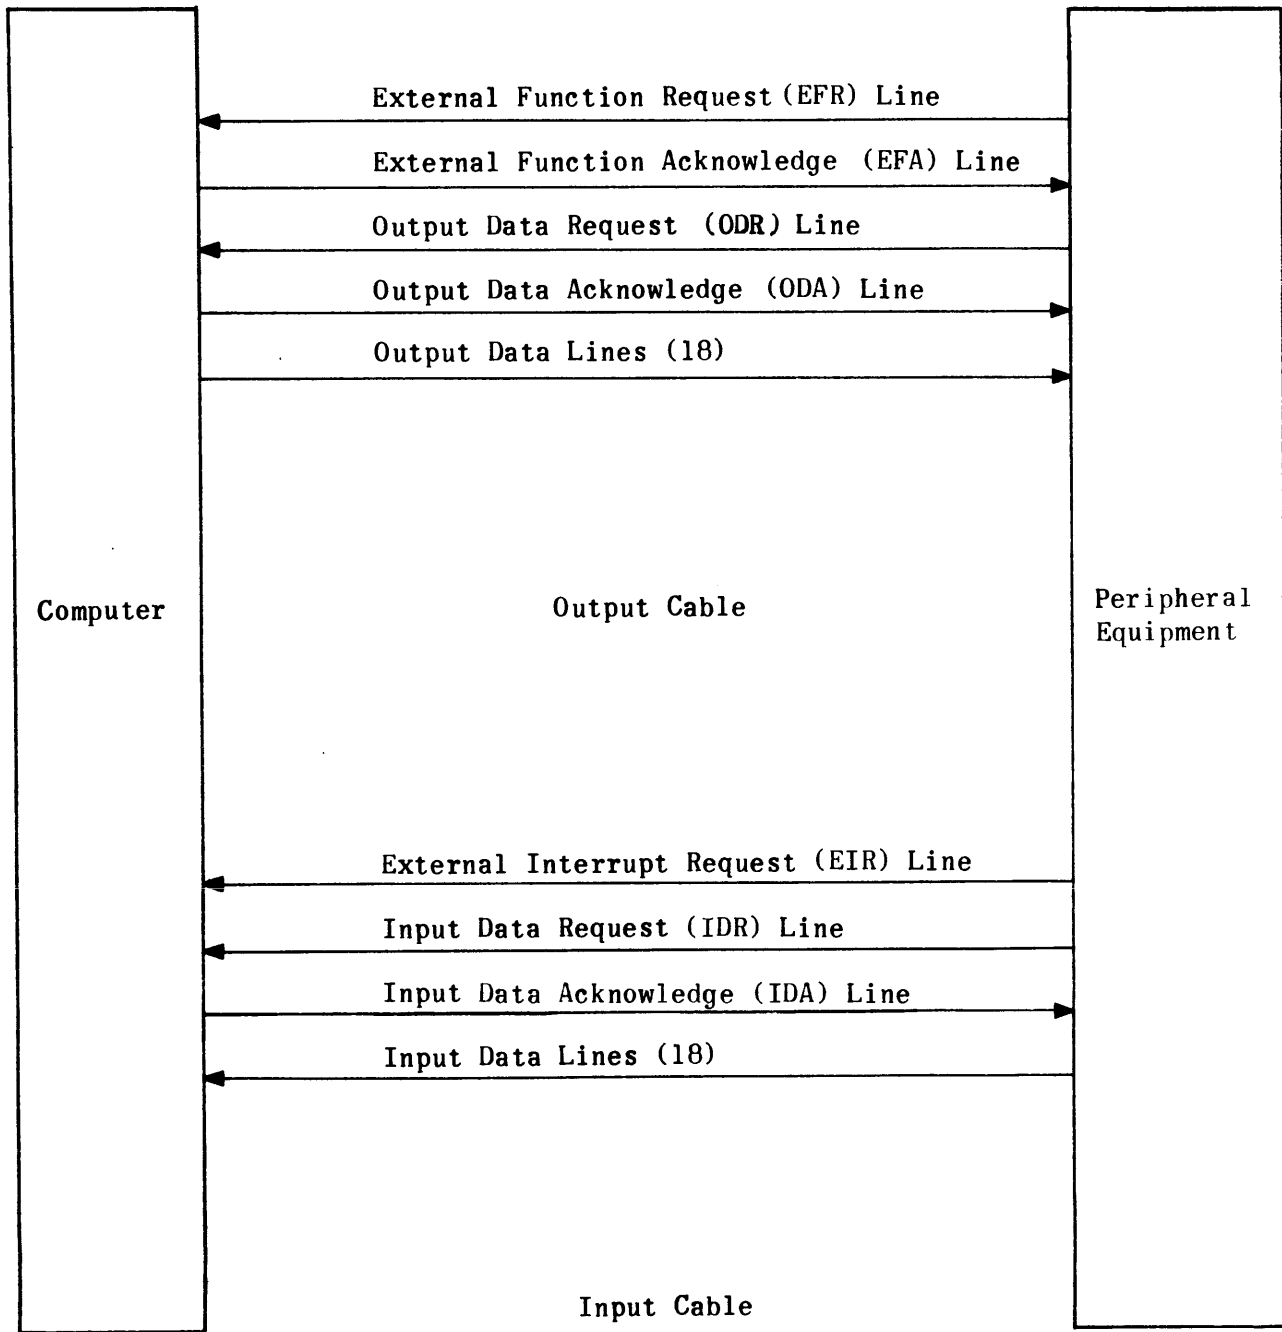 External Function Request (EFR) Line
External Function Acknowledge (EFA) Line
Output Data Request (ODR) Line
Output Data Acknowledge (ODA) Line
Output Data Lines (18)
Computer
Output Cable
Peripheral
Equipment
External Interrupt Request (EIR) Line
Input Data Request (IDR) Line
Input Data Acknowledge (IDA) Line
Input Data Lines (18)
Input Cable